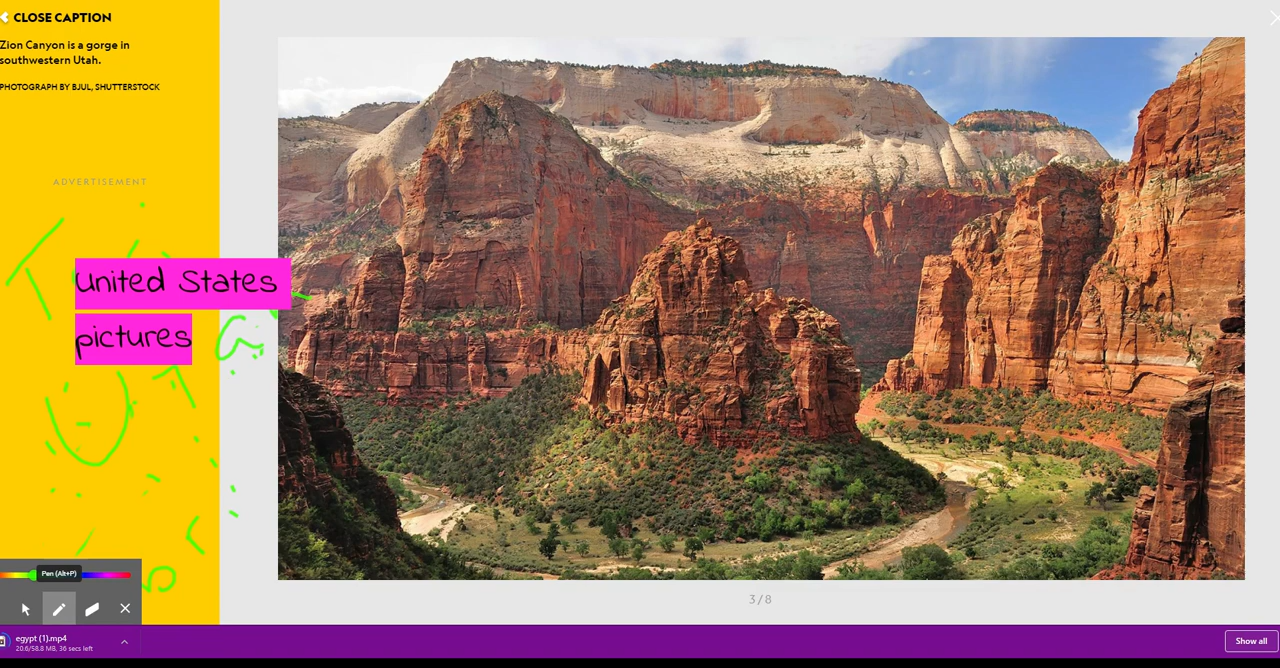 CLOSE CAPTION
Zion Canyon is a gorge in
southwestern Utah.
PHOTOGRAPH BY BJUL, SHUTTERSTOCK
ADVERTISEMENT
United States
pictures
3/8
Pen (Alt+P)
egypt (1).mp4
20.6/58.8 MB, 36 secs left
Show all